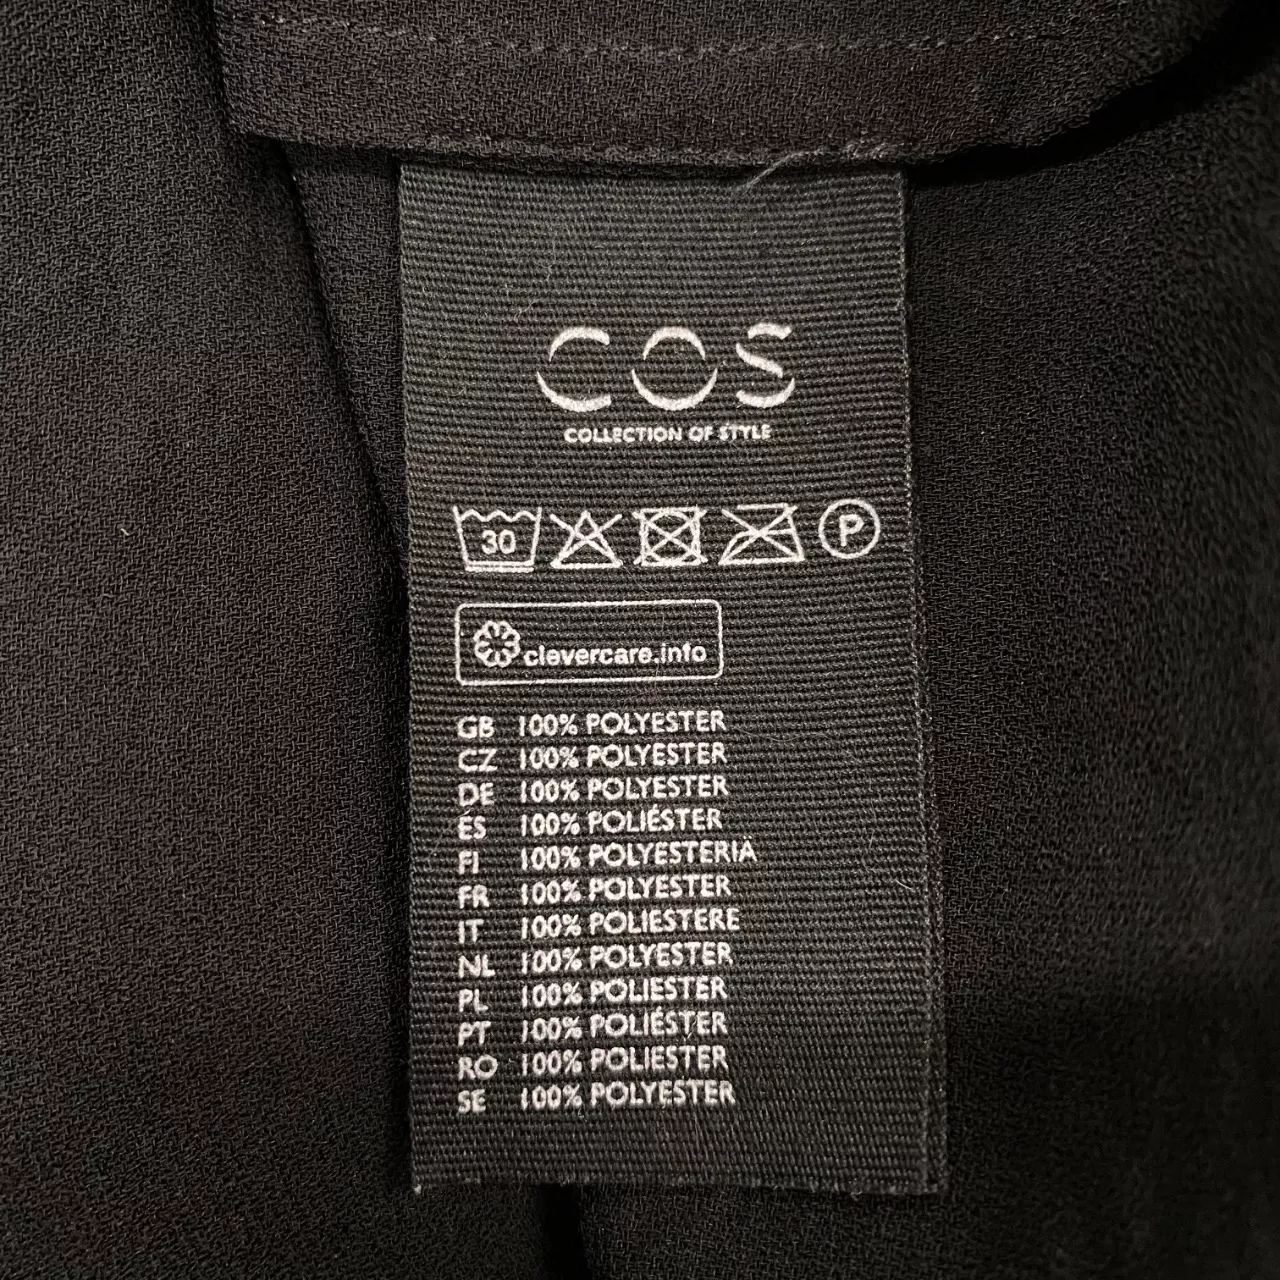 COS
COLLECTION OF STYLE
30 P
clevercare.info
GB 100% POLYESTER
CZ 100% POLYESTER
DE 100% POLYESTER
ES 100% POLIÉSTER
FI 100% POLYESTERIÄ
FR 100% POLYESTER
IT 100% POLIESTERE
NL 100% POLYESTER
PL 100% POLIESTER
PT 100% POLIÉSTER
RO 100% POLIESTER
SE 100% POLYESTER